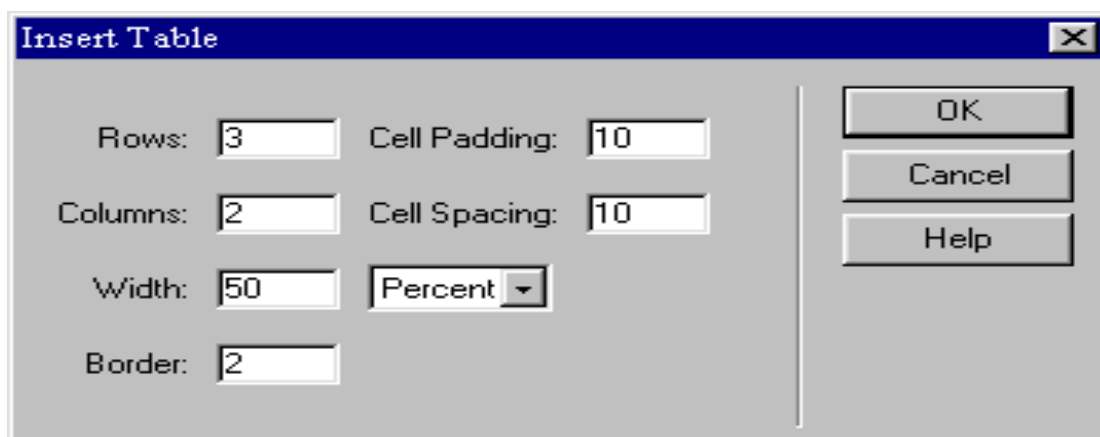 Insert Table
Rows: 3 Cell Padding: 10 OK
Cancel
Columns: 2 Cell Spacing: 10
Help
Width: 50 Percent
Border: 2